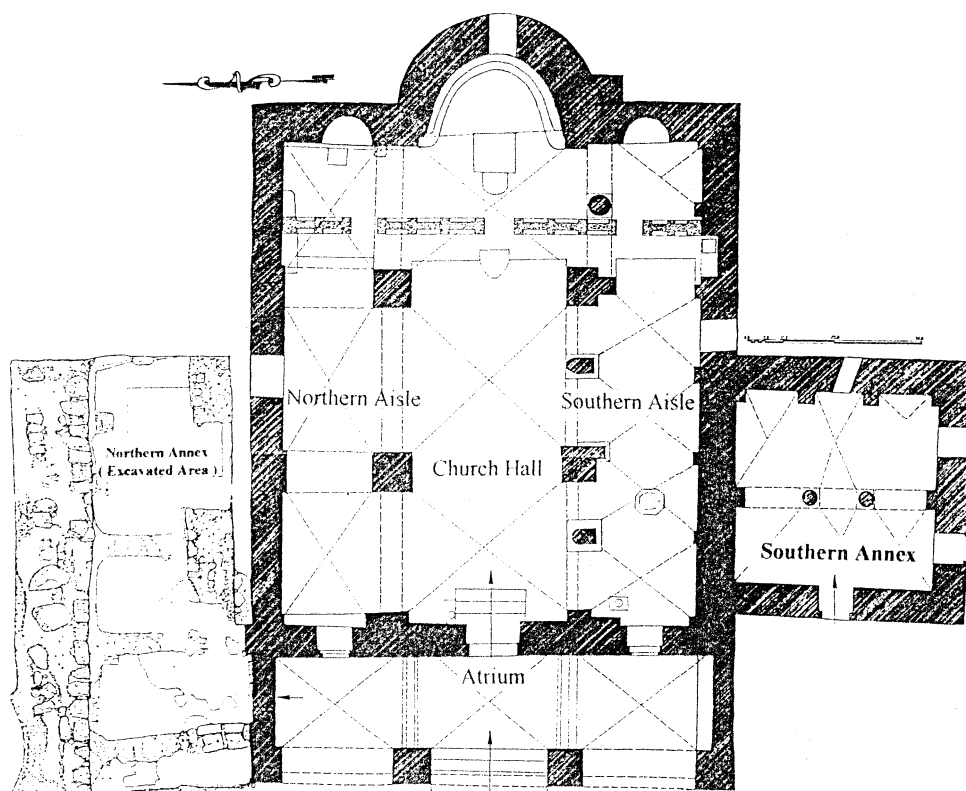 Northern Aisle
Southern Aisle
Northern Annex
( Excavated Area )
Church Hall
Southern Annex
Atrium